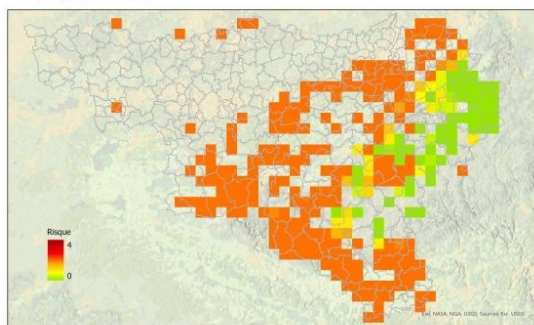 Risque
4
0
Esri, NASA, NGA, USGS, Sources: Esri, USGS